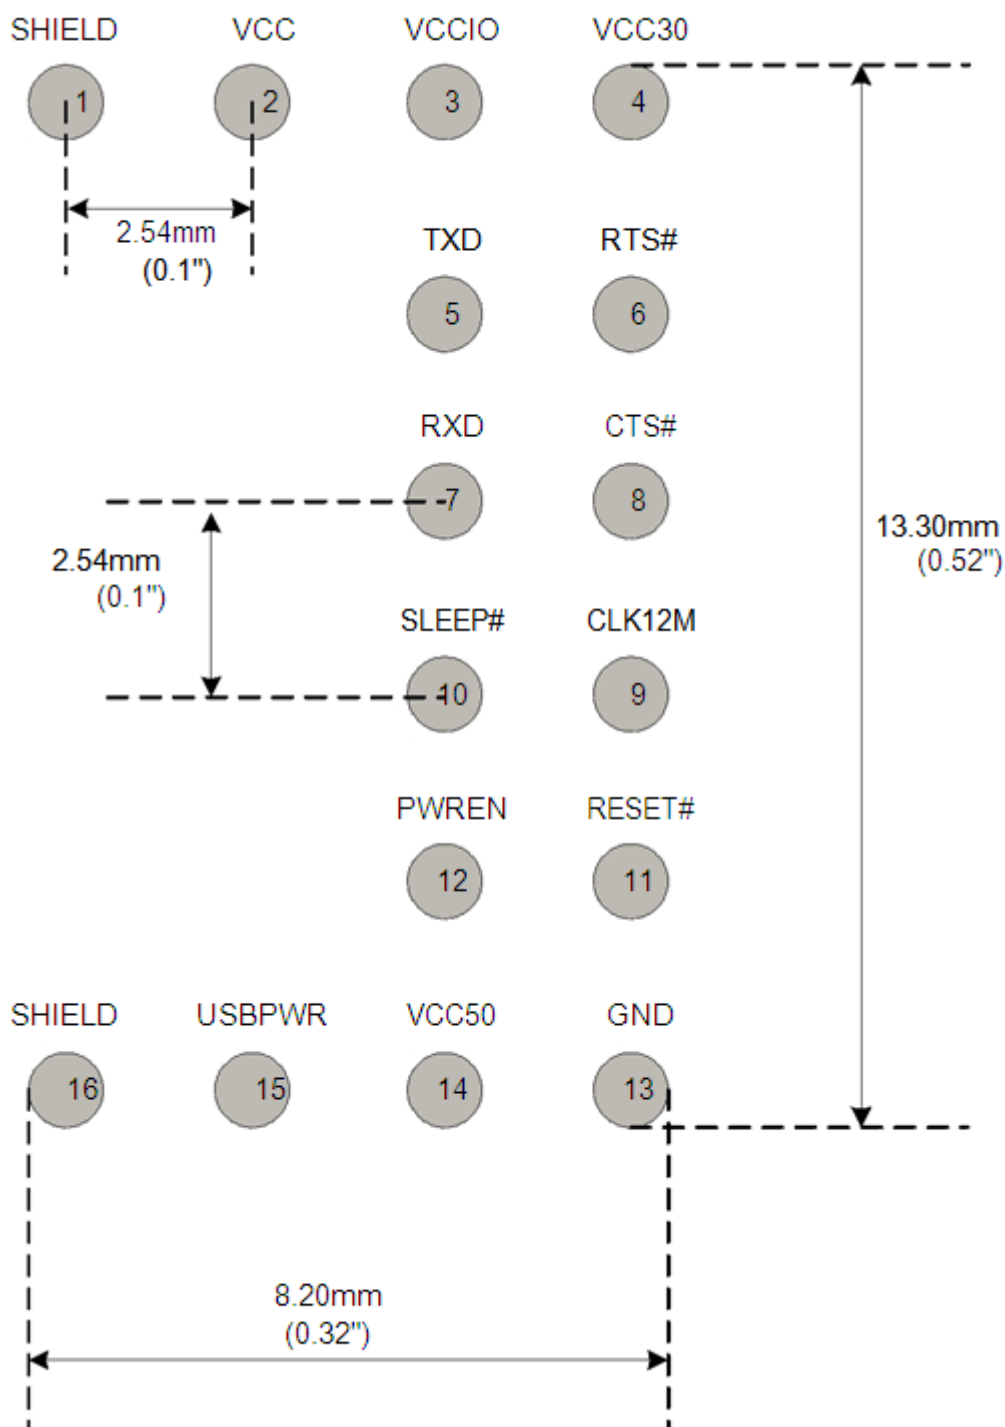 SHIELD VCC VCCIO VCC30
1 2 3 4
2.54mm
(0.1")
TXD RTS#
5 6
RXD CTS#
7 8
2.54mm
(0.1")
13.30mm
(0.52")
SLEEP# CLK12M
10 9
PWREN RESET#
12 11
SHIELD USBPWR VCC50 GND
16 15 14 13
8.20mm
(0.32")